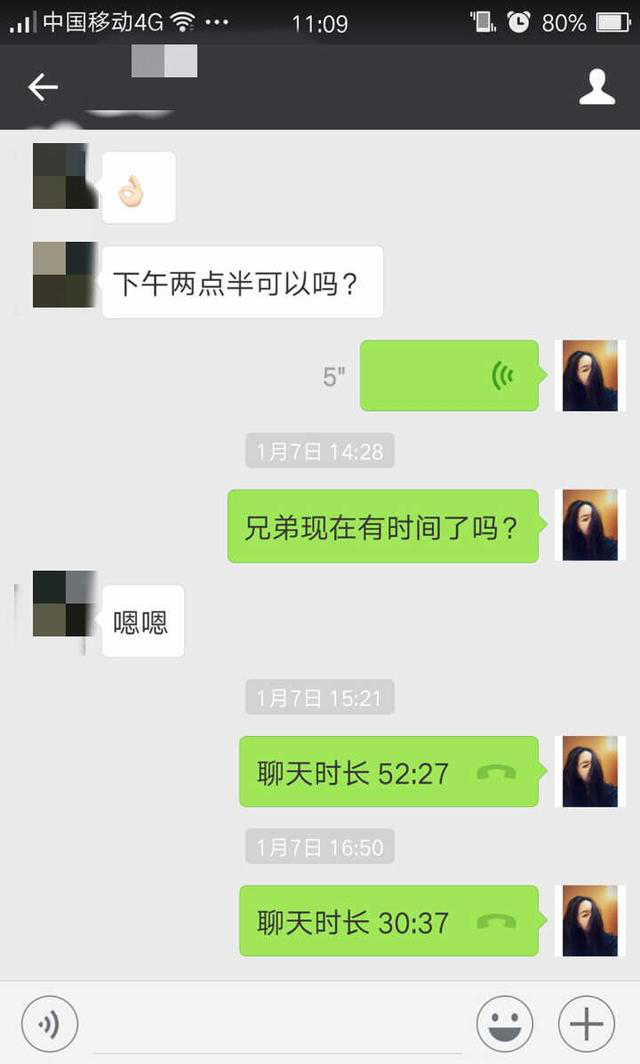 中国移动4G
11:09
80%
下午两点半可以吗?
5"
1月7日 14:28
兄弟现在有时间了吗?
嗯嗯
1月7日 15:21
聊天时长 52:27
1月7日 16:50
聊天时长 30:37